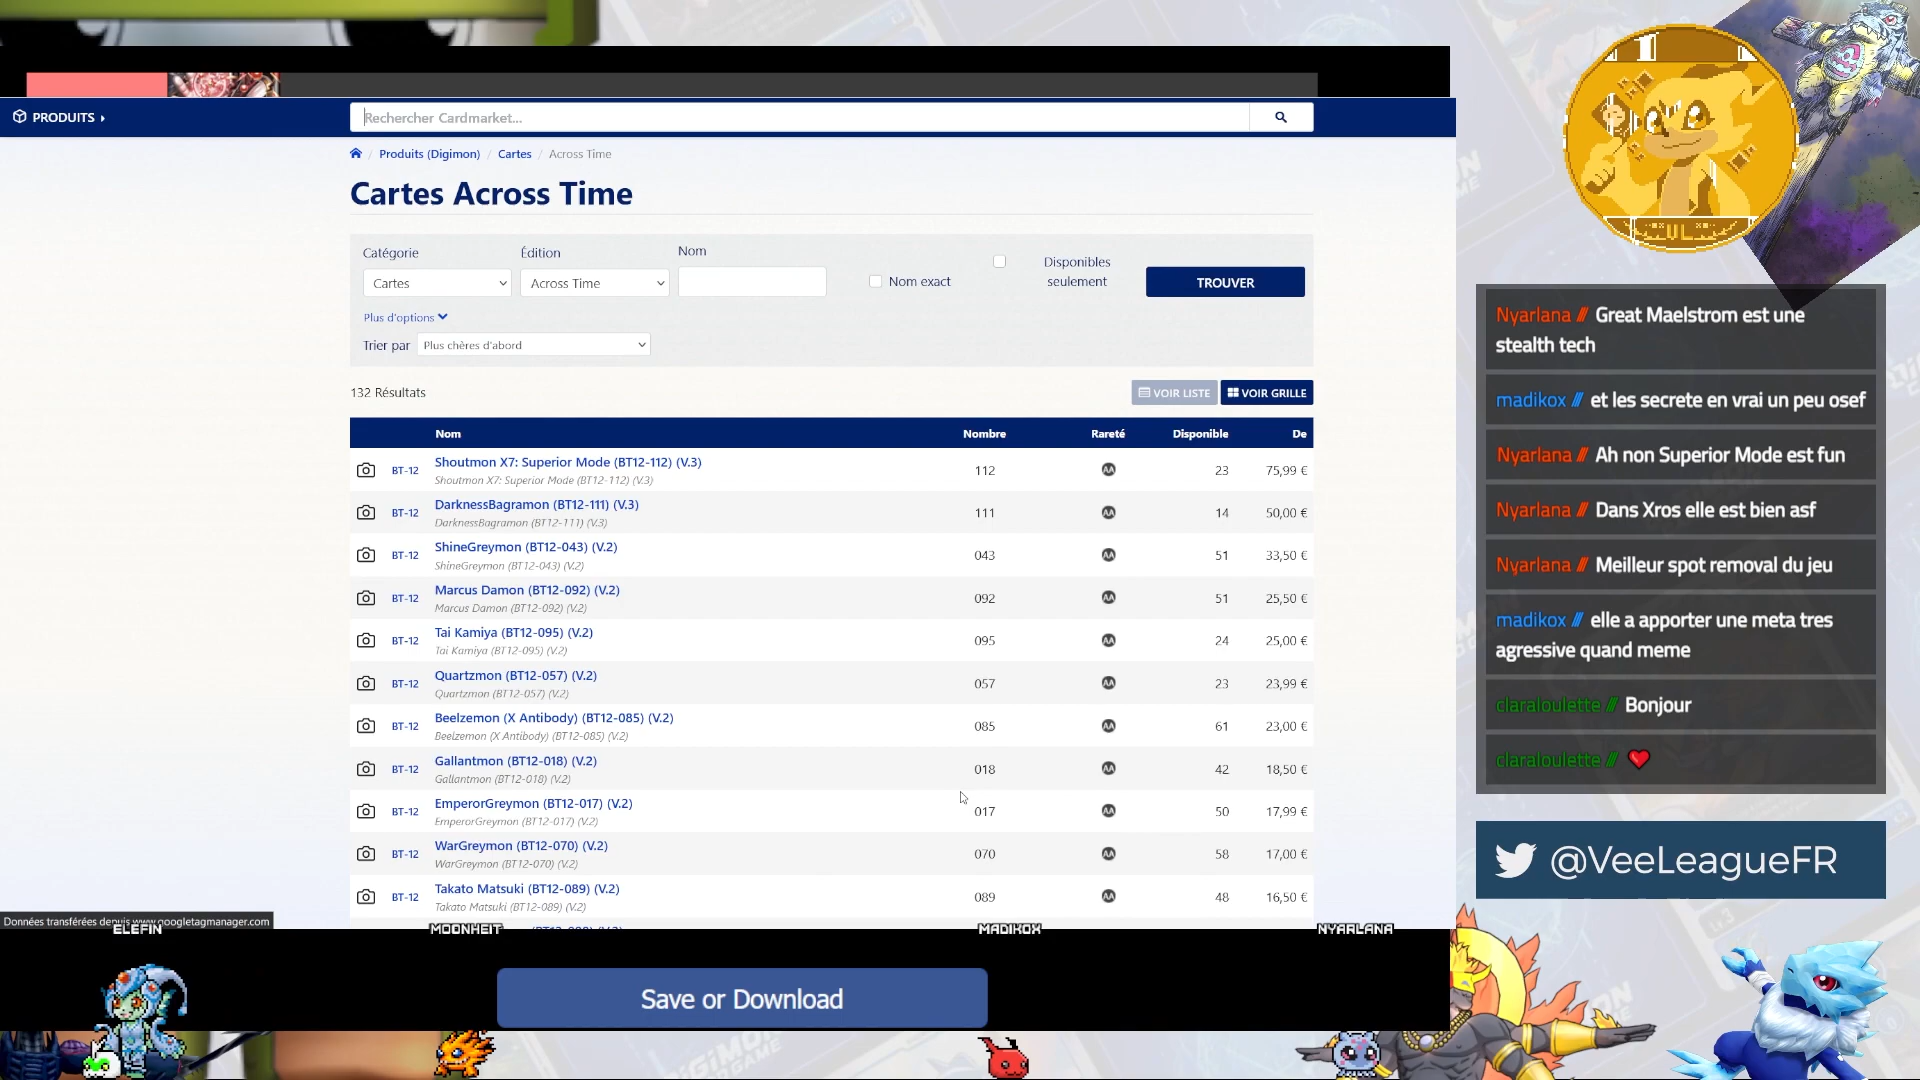 PRODUITS
Rechercher Cardmarket...
Produits (Digimon) / Cartes / Across Time
Cartes Across Time
Catégorie Édition Nom
Cartes Across Time Nom exact Disponibles seulement TROUVER
Plus d'options
Trier par Plus chères d'abord
132 Résultats VOIR LISTE VOIR GRILLE
Nom Nombre Rareté Disponible De
BT-12 Shoutmon X7: Superior Mode (BT12-112) (V.3) 112 AA 23 75,99 €
Shoutmon X7: Superior Mode (BT12-112) (V.3)
BT-12 DarknessBagramon (BT12-111) (V.3) 111 AA 14 50,00 €
DarknessBagramon (BT12-111) (V.3)
BT-12 ShineGreymon (BT12-043) (V.2) 043 AA 51 33,50 €
ShineGreymon (BT12-043) (V.2)
BT-12 Marcus Damon (BT12-092) (V.2) 092 AA 51 25,50 €
Marcus Damon (BT12-092) (V.2)
BT-12 Tai Kamiya (BT12-095) (V.2) 095 AA 24 25,00 €
Tai Kamiya (BT12-095) (V.2)
BT-12 Quartzmon (BT12-057) (V.2) 057 AA 23 23,99 €
Quartzmon (BT12-057) (V.2)
BT-12 Beelzemon (X Antibody) (BT12-085) (V.2) 085 AA 61 23,00 €
Beelzemon (X Antibody) (BT12-085) (V.2)
BT-12 Gallantmon (BT12-018) (V.2) 018 AA 42 18,50 €
Gallantmon (BT12-018) (V.2)
BT-12 EmperorGreymon (BT12-017) (V.2) 017 AA 50 17,99 €
EmperorGreymon (BT12-017) (V.2)
BT-12 WarGreymon (BT12-070) (V.2) 070 AA 58 17,00 €
WarGreymon (BT12-070) (V.2)
BT-12 Takato Matsuki (BT12-089) (V.2) 089 AA 48 16,50 €
Takato Matsuki (BT12-089) (V.2)
Données transférées depuis www.googletagmanager.com
ELEFIN MOONHEIT MADIKOX NYARLANA
Save or Download
1
VL
Nyarlana // Great Maelstrom est une
stealth tech
madikox // et les secrete en vrai un peu osef
Nyarlana // Ah non Superior Mode est fun
Nyarlana // Dans Xros elle est bien asf
Nyarlana // Meilleur spot removal du jeu
madikox // elle a apporter une meta tres
agressive quand meme
claraloulette // Bonjour
claraloulette // ❤
@VeeLeagueFR